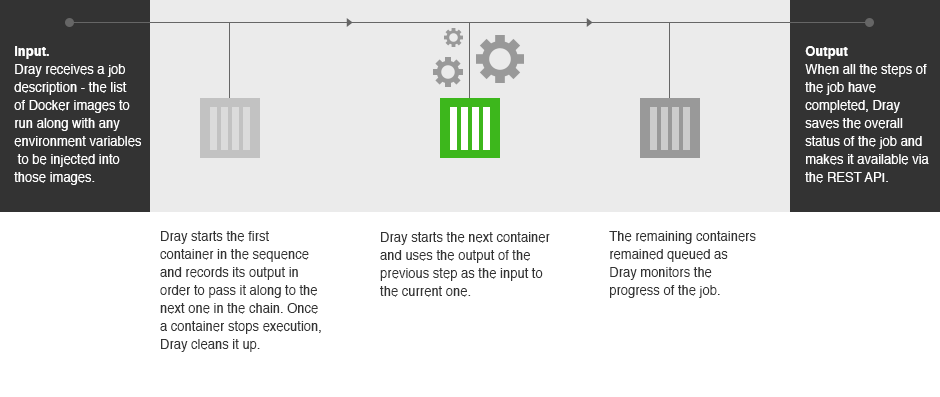 Input.
Dray receives a job
description - the list
of Docker images to
run along with any
environment variables
to be injected into
those images.
Output
When all the steps of
the job have
completed, Dray
saves the overall
status of the job and
makes it available via
the REST API.
Dray starts the first
container in the sequence
and records its output in
order to pass it along to the
next one in the chain. Once
a container stops execution,
Dray cleans it up.
Dray starts the next container
and uses the output of the
previous step as the input to
the current one.
The remaining containers
remained queued as
Dray monitors the
progress of the job.